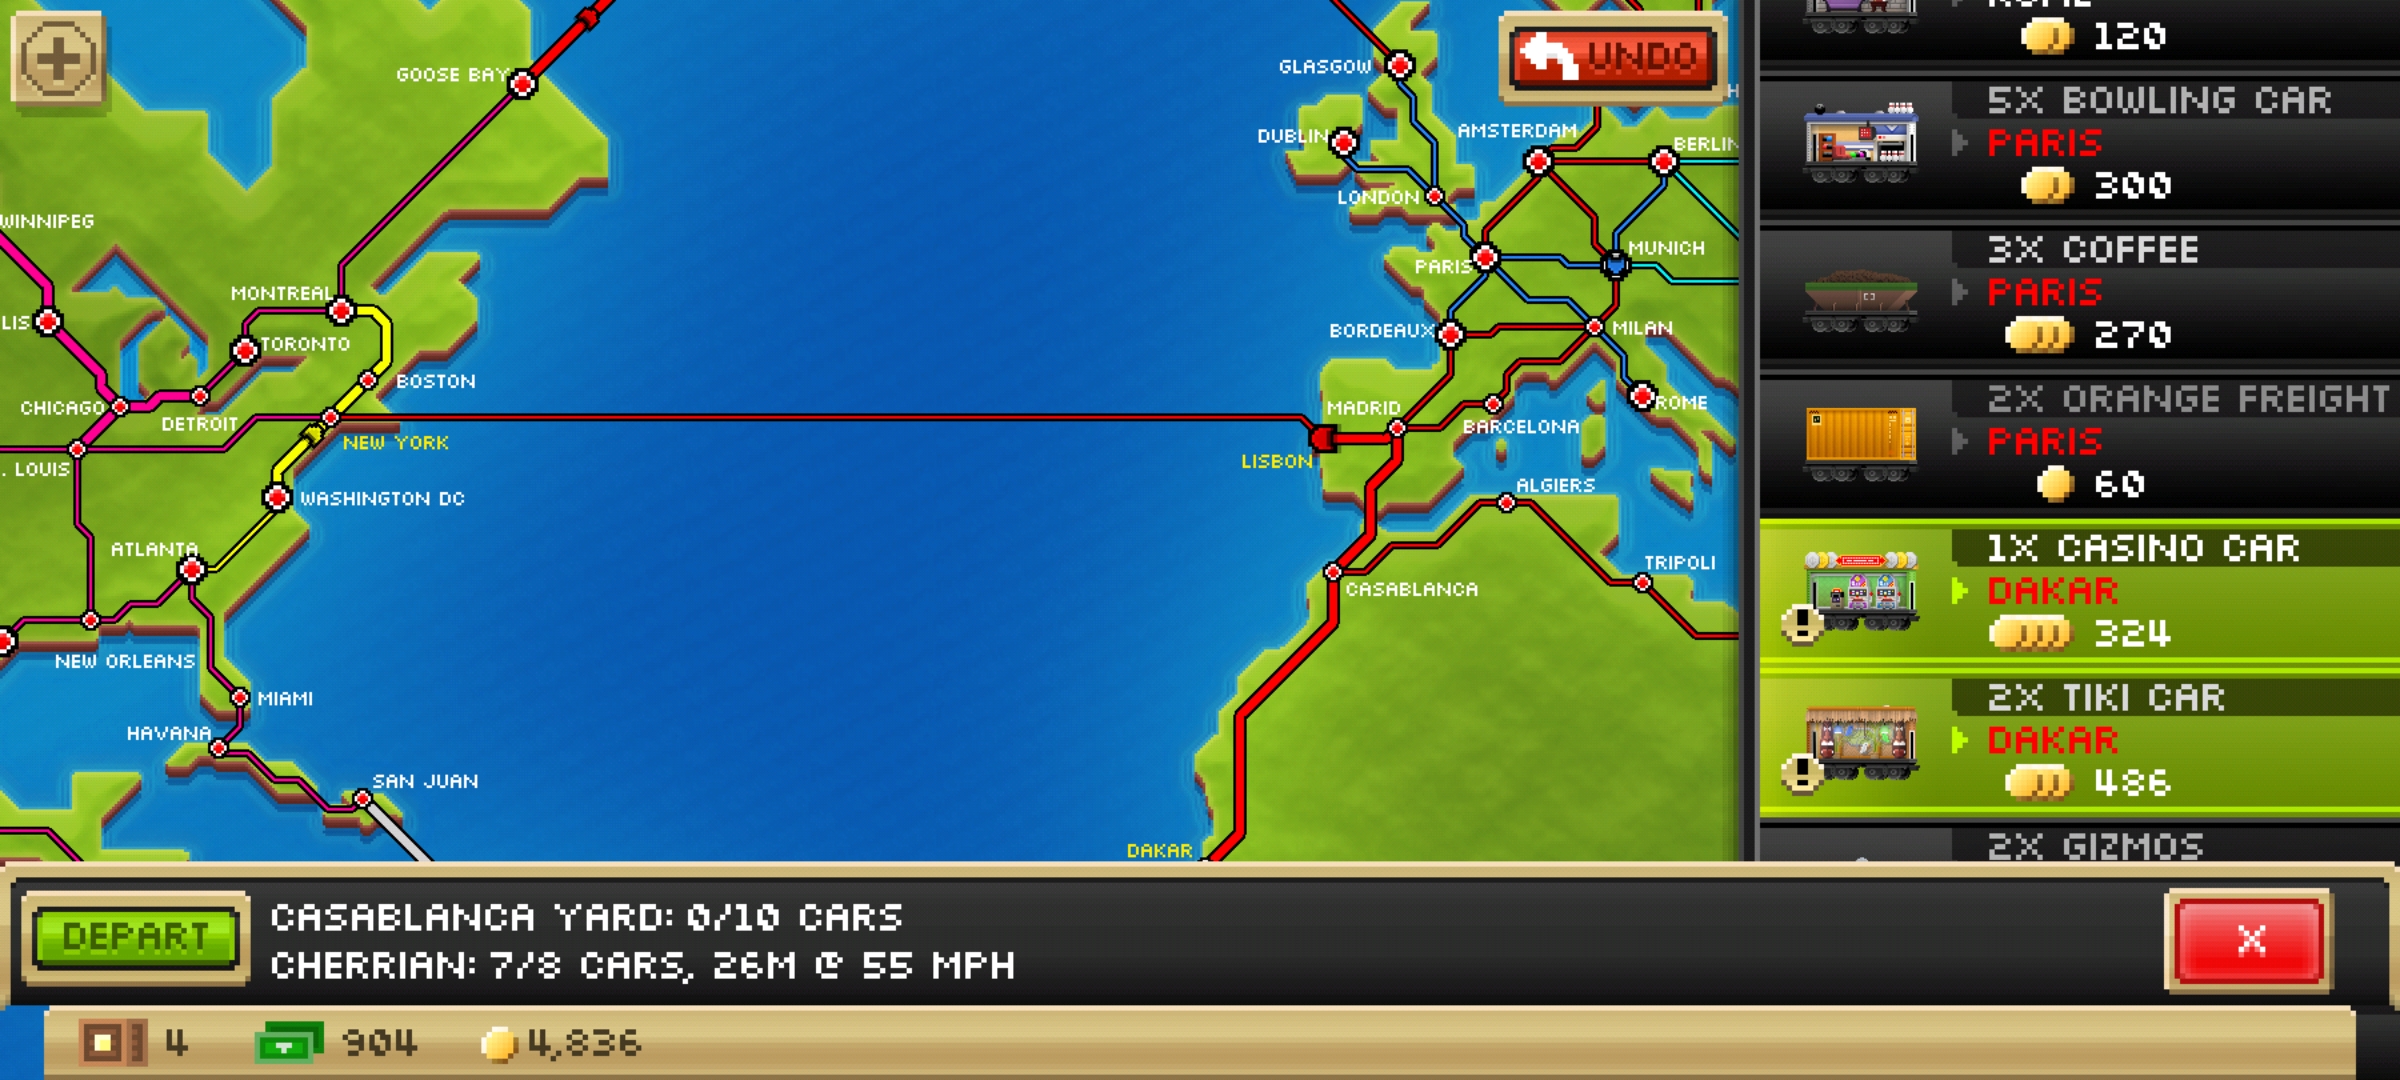 GOOSE BAY
WINNIPEG
MONTREAL
LIS
TORONTO
BOSTON
CHICAGO
DETROIT
NEW YORK
. LOUIS
WASHINGTON DC
ATLANTA
NEW ORLEANS
MIAMI
HAVANA
SAN JUAN
GLASGOW
DUBLIN
AMSTERDAM
BERLIN
LONDON
MUNICH
PARIS
BORDEAUX
MILAN
MADRID
ROME
BARCELONA
LISBON
ALGIERS
TRIPOLI
CASABLANCA
DAKAR
UNDO
ROME
120
5X BOWLING CAR
PARIS
300
3X COFFEE
PARIS
270
2X ORANGE FREIGHT
PARIS
60
1X CASINO CAR
DAKAR
324
2X TIKI CAR
DAKAR
486
2X GIZMOS
DEPART
CASABLANCA YARD: 0/10 CARS
CHERRIAN: 7/8 CARS, 26M @ 55 MPH
X
4
904
4,836